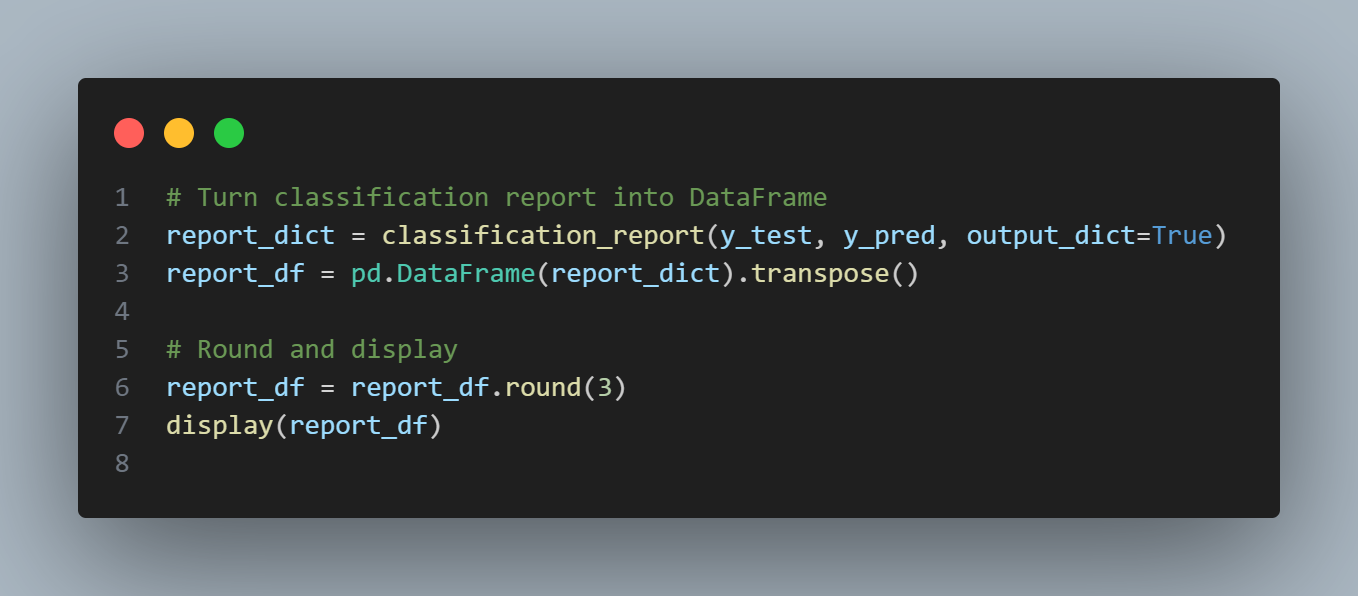 1 # Turn classification report into DataFrame
2 report_dict = classification_report(y_test, y_pred, output_dict=True)
3 report_df = pd.DataFrame(report_dict).transpose()
4
5 # Round and display
6 report_df = report_df.round(3)
7 display(report_df)
8